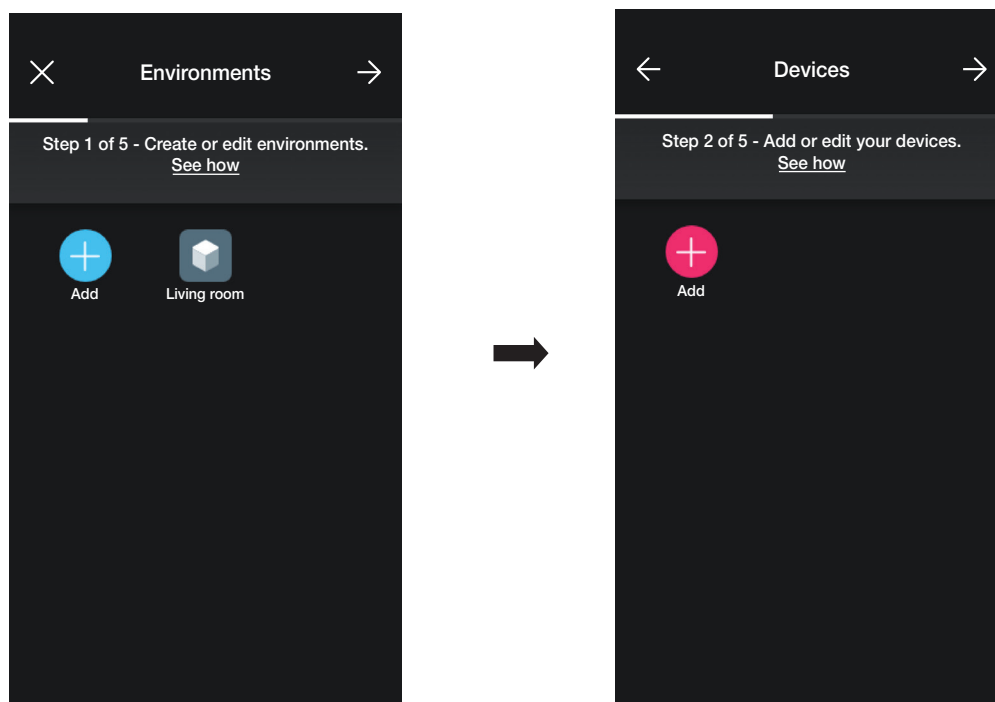 Environments
Step 1 of 5 - Create or edit environments.
See how
Add
Living room
Devices
Step 2 of 5 - Add or edit your devices.
See how
Add